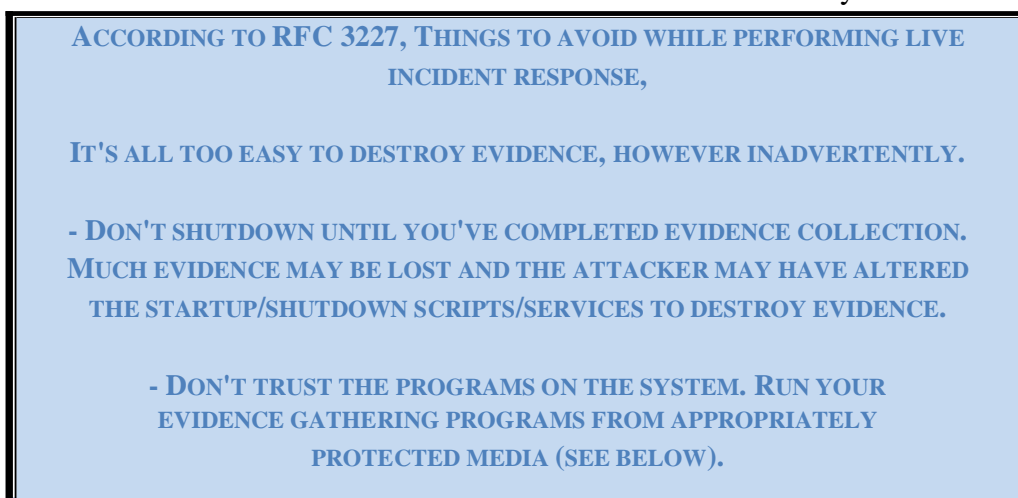 ACCORDING TO RFC 3227, THINGS TO AVOID WHILE PERFORMING LIVE
INCIDENT RESPONSE,
IT'S ALL TOO EASY TO DESTROY EVIDENCE, HOWEVER INADVERTENTLY.
- DON'T SHUTDOWN UNTIL YOU'VE COMPLETED EVIDENCE COLLECTION.
MUCH EVIDENCE MAY BE LOST AND THE ATTACKER MAY HAVE ALTERED
THE STARTUP/SHUTDOWN SCRIPTS/SERVICES TO DESTROY EVIDENCE.
- DON'T TRUST THE PROGRAMS ON THE SYSTEM. RUN YOUR
EVIDENCE GATHERING PROGRAMS FROM APPROPRIATELY
PROTECTED MEDIA (SEE BELOW).